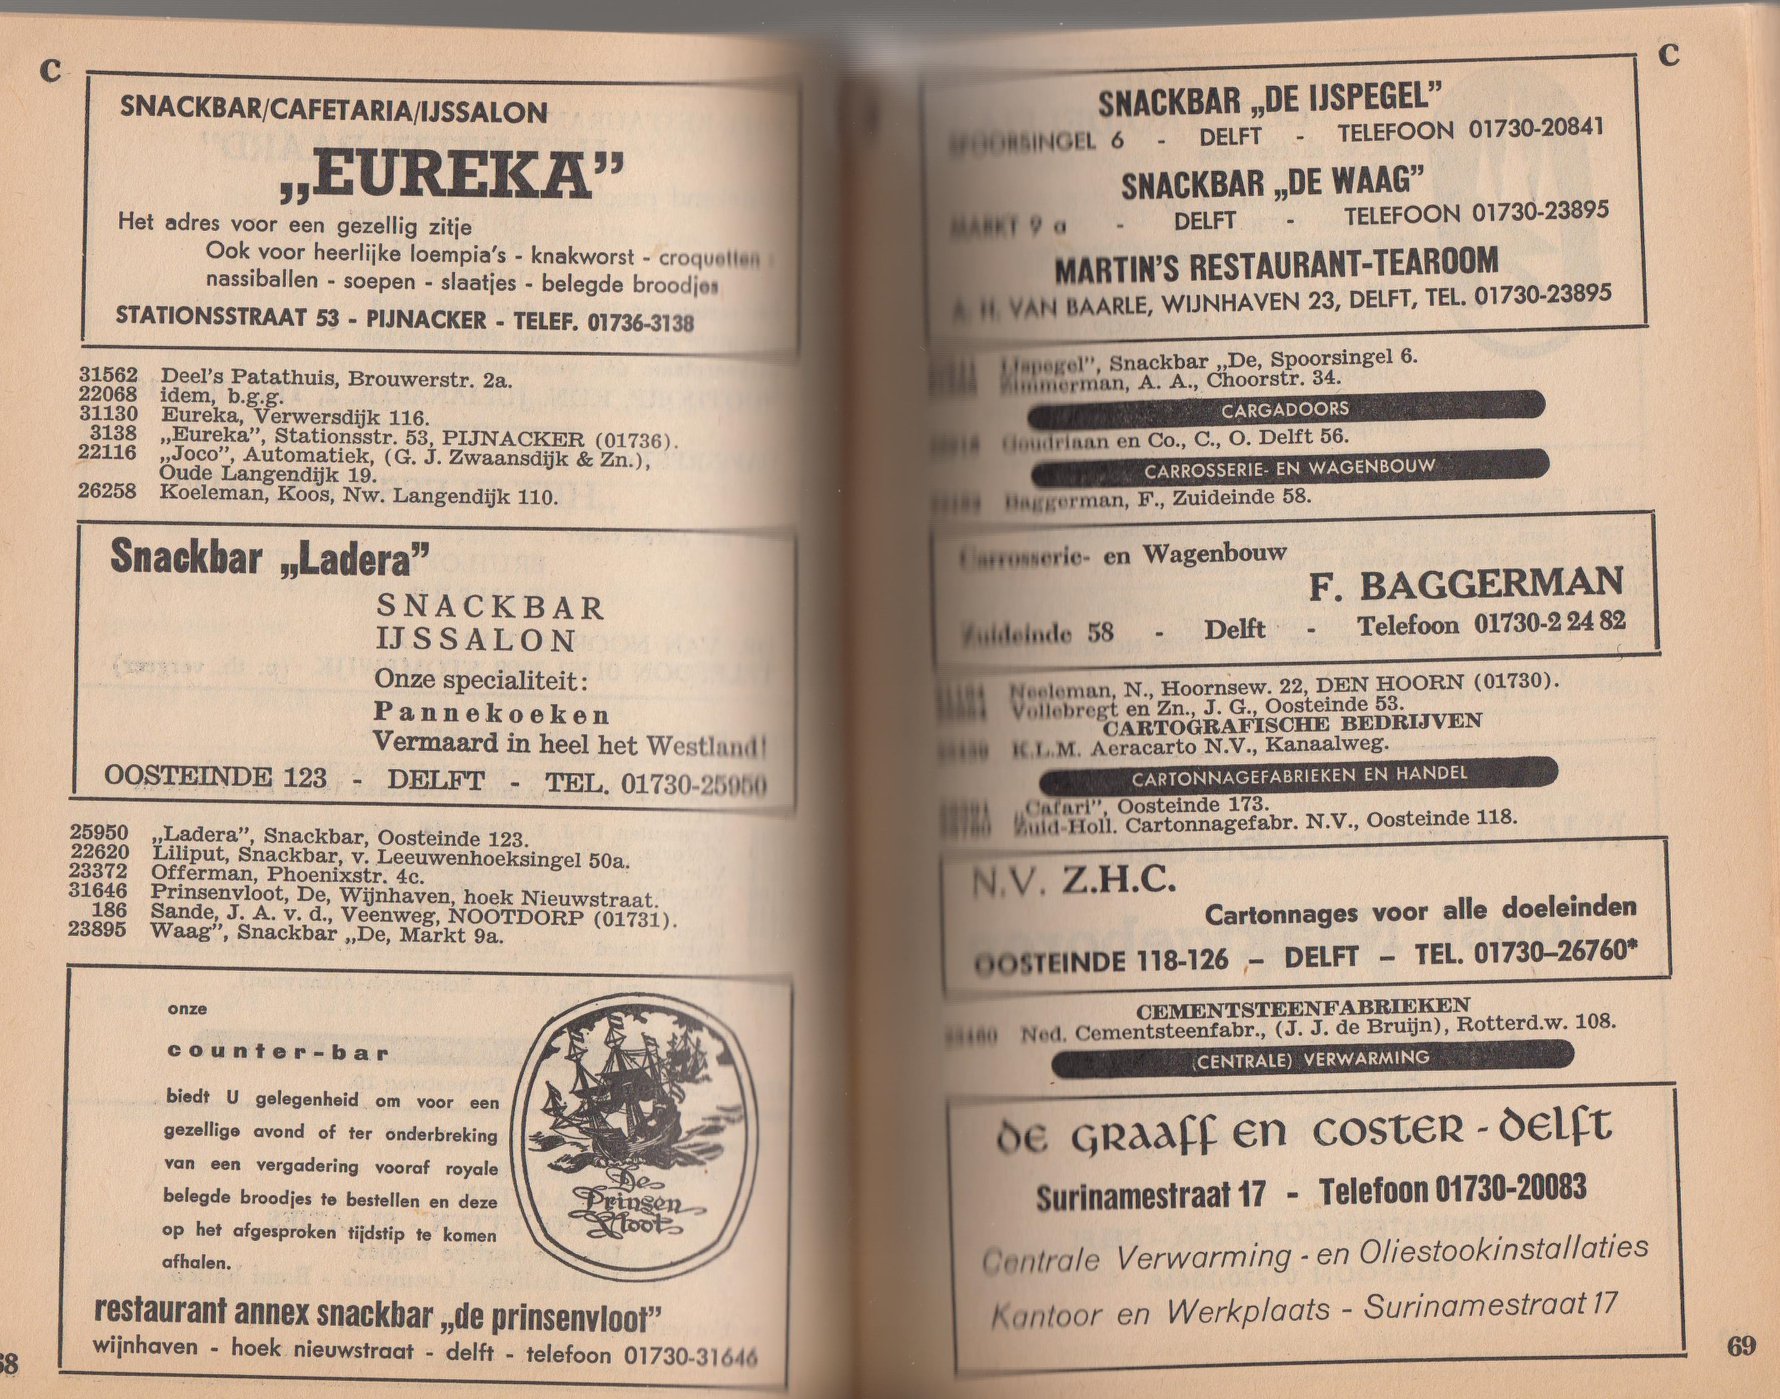 C
SNACKBAR/CAFETARIA/IJSSALON
„EUREKA”
Het adres voor een gezellig zitje
Ook voor heerlijke loempia's - knakworst - croquetten -
nassiballen - soepen - slaatjes - belegde broodjes
STATIONSSTRAAT 53 - PIJNACKER - TELEF. 01736-3138
31562 Deel's Patathuis, Brouwerstr. 2a.
22068 idem, b.g.g.
31130 Eureka, Verwersdijk 116.
3138 „Eureka”, Stationsstr. 53, PIJNACKER (01736).
22116 „Joco”, Automatiek, (G. J. Zwaansdijk & Zn.),
Oude Langendijk 19.
26258 Koeleman, Koos, Nw. Langendijk 110.
Snackbar „Ladera”
SNACKBAR
IJSSALON
Onze specialiteit:
Pannekoeken
Vermaard in heel het Westland!
OOSTEINDE 123 - DELFT - TEL. 01730-25950
25950 „Ladera”, Snackbar, Oosteinde 123.
22620 Liliput, Snackbar, v. Leeuwenhoeksingel 50a.
23372 Offerman, Phoenixstr. 4c.
31646 Prinsenvloot, De, Wijnhaven, hoek Nieuwstraat.
186 Sande, J. A. v. d., Veenweg, NOOTDORP (01731).
23895 Waag”, Snackbar „De, Markt 9a.
onze
counter-bar
biedt U gelegenheid om voor een
gezellige avond of ter onderbreking
van een vergadering vooraf royale
belegde broodjes te bestellen en deze
op het afgesproken tijdstip te komen
afhalen.
De
Prinsen
Vloot
restaurant annex snackbar „de prinsenvloot”
wijnhaven - hoek nieuwstraat - delft - telefoon 01730-31646
68
C
SNACKBAR „DE IJSPEGEL”
SPOORSINGEL 6 - DELFT - TELEFOON 01730-20841
SNACKBAR „DE WAAG”
MARKT 9 a - DELFT - TELEFOON 01730-23895
MARTIN'S RESTAURANT-TEAROOM
A. H. VAN BAARLE, WIJNHAVEN 23, DELFT, TEL. 01730-23895
IJspegel”, Snackbar „De, Spoorsingel 6.
Zimmerman, A. A., Choorstr. 34.
CARGADOORS
Goudriaan en Co., C., O. Delft 56.
CARROSSERIE- EN WAGENBOUW
Baggerman, F., Zuideinde 58.
Carrosserie- en Wagenbouw
F. BAGGERMAN
Zuideinde 58 - Delft - Telefoon 01730-2 24 82
Neeleman, N., Hoornsew. 22, DEN HOORN (01730).
Vollebregt en Zn., J. G., Oosteinde 53.
CARTOGRAFISCHE BEDRIJVEN
K.L.M. Aeracarto N.V., Kanaalweg.
CARTONNAGEFABRIEKEN EN HANDEL
„Cafari”, Oosteinde 173.
Zuid-Holl. Cartonnagefabr. N.V., Oosteinde 118.
N.V. Z.H.C.
Cartonnages voor alle doeleinden
OOSTEINDE 118-126 – DELFT – TEL. 01730–26760*
CEMENTSTEENFABRIEKEN
Ned. Cementsteenfabr., (J. J. de Bruijn), Rotterd.w. 108.
(CENTRALE) VERWARMING
de GRAAff en COSTER - delft
Surinamestraat 17 - Telefoon 01730-20083
Centrale Verwarming - en Oliestookinstallaties
Kantoor en Werkplaats - Surinamestraat 17
69